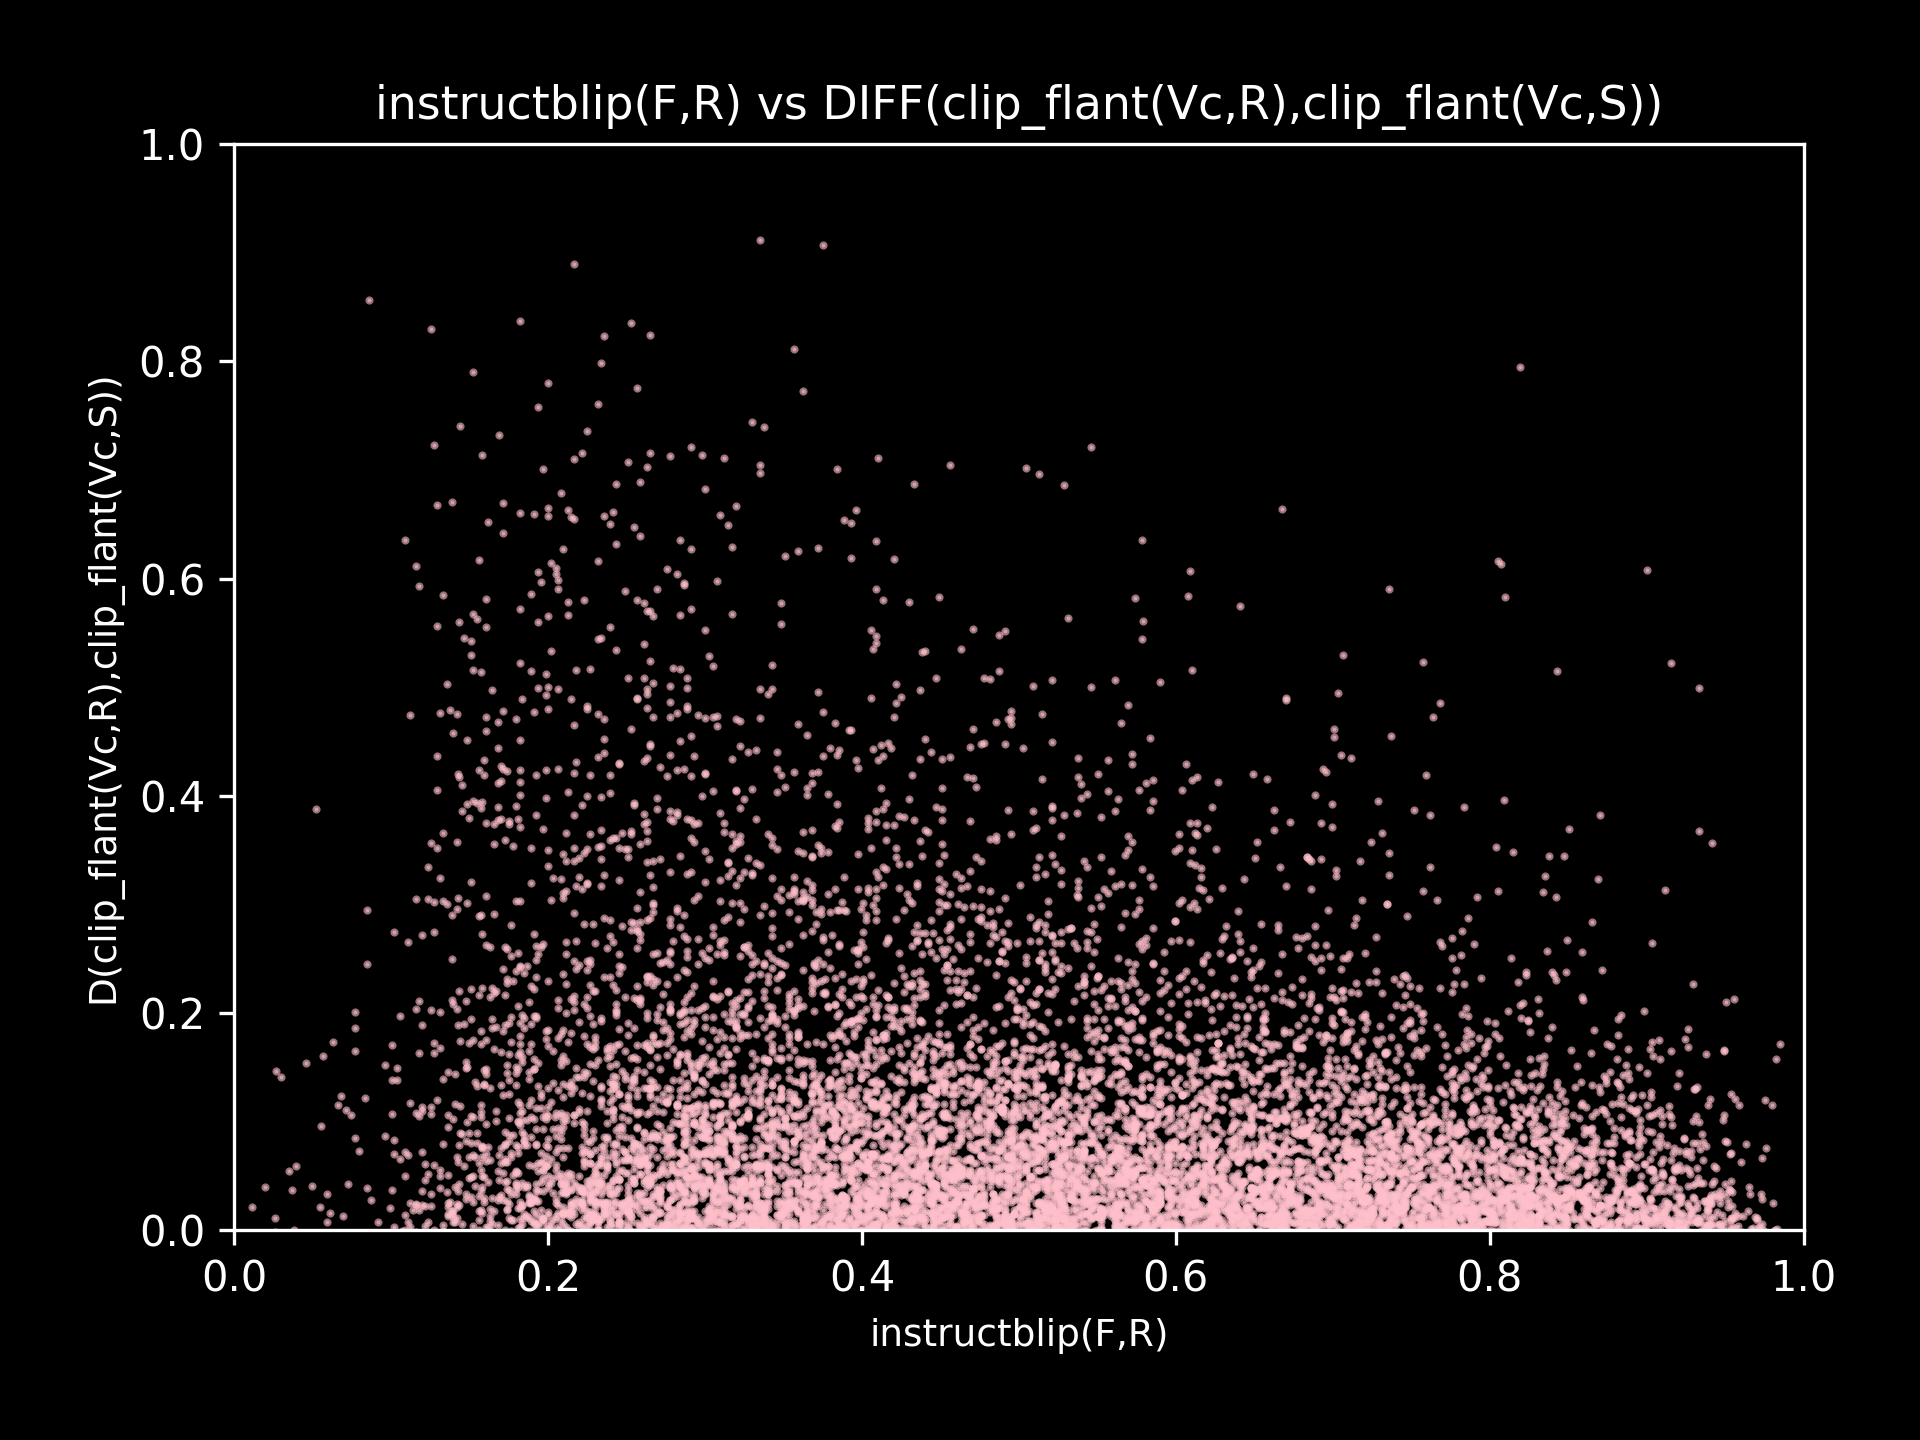 instructblip(F,R) vs DIFF(clip_flant(Vc,R),clip_flant(Vc,S))
D(clip_flant(Vc,R),clip_flant(Vc,S))
1.0
0.8
0.6
0.4
0.2
0.0
0.0 0.2 0.4 0.6 0.8 1.0
instructblip(F,R)